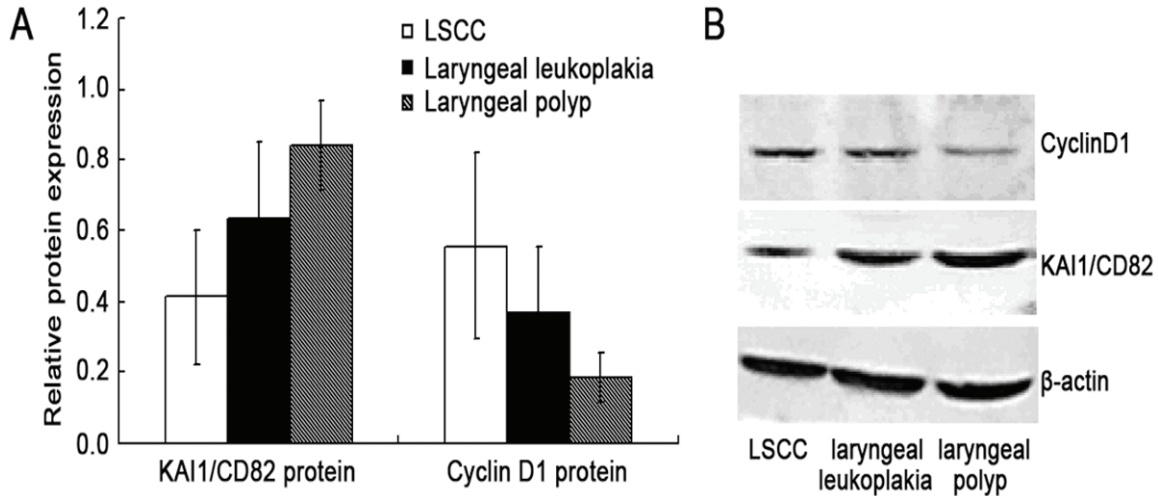 A
1.2
1.0
0.8
0.6
0.4
0.2
0.0
Relative protein expression
LSCC
Laryngeal leukoplakia
Laryngeal polyp
KAI1/CD82 protein
Cyclin D1 protein
B
CyclinD1
KAI1/CD82
β-actin
LSCC
laryngeal
leukoplakia
laryngeal
polyp